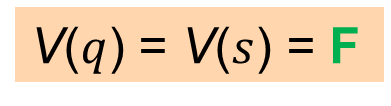 V(q) = V(s) = F